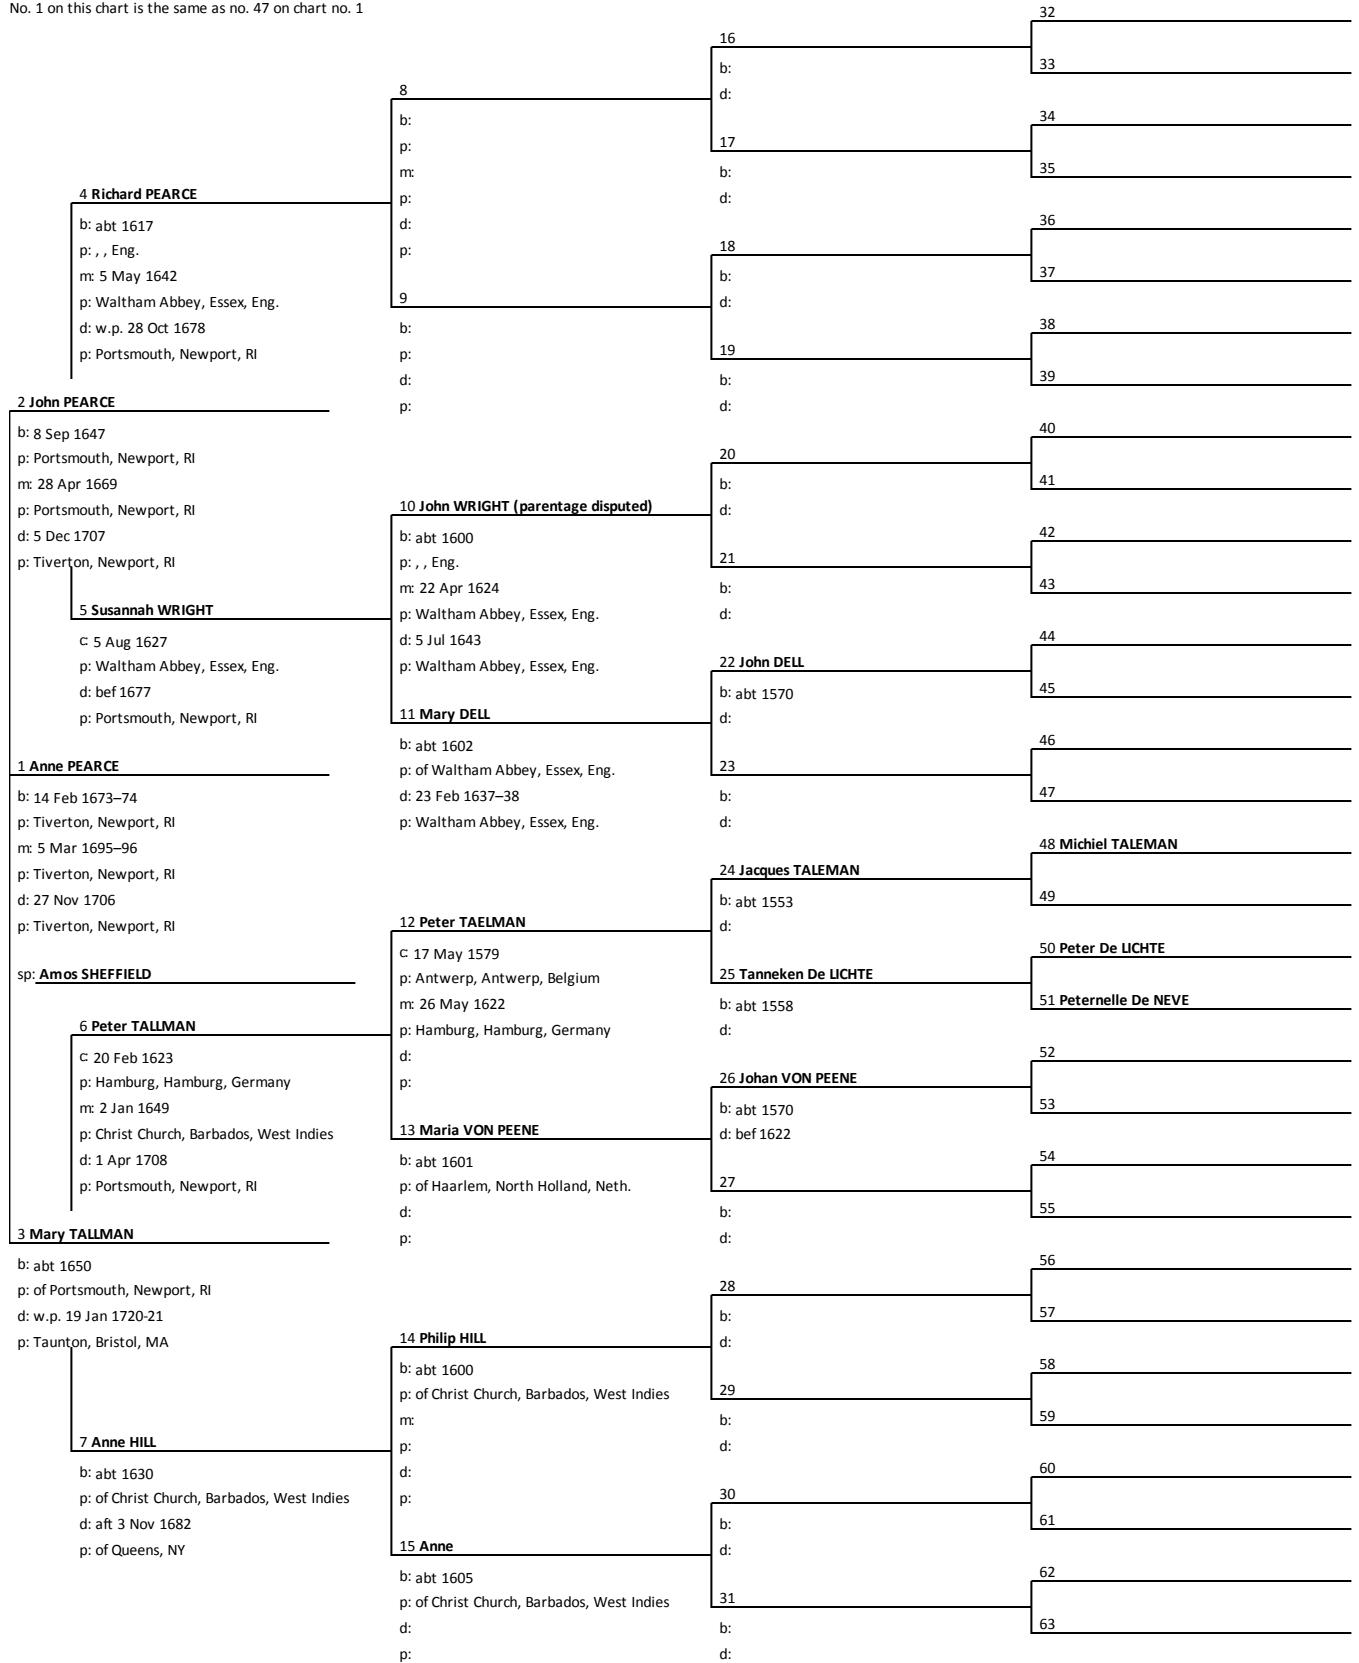 No. 1 on this chart is the same as no. 47 on chart no. 1
4 Richard PEARCE
b: abt 1617
p: , , Eng.
m: 5 May 1642
p: Waltham Abbey, Essex, Eng.
d: w.p. 28 Oct 1678
p: Portsmouth, Newport, RI
2 John PEARCE
b: 8 Sep 1647
p: Portsmouth, Newport, RI
m: 28 Apr 1669
p: Portsmouth, Newport, RI
d: 5 Dec 1707
p: Tiverton, Newport, RI
5 Susannah WRIGHT
c: 5 Aug 1627
p: Waltham Abbey, Essex, Eng.
d: bef 1677
p: Portsmouth, Newport, RI
1 Anne PEARCE
b: 14 Feb 1673–74
p: Tiverton, Newport, RI
m: 5 Mar 1695–96
p: Tiverton, Newport, RI
d: 27 Nov 1706
p: Tiverton, Newport, RI
sp: Amos SHEFFIELD
6 Peter TALLMAN
c: 20 Feb 1623
p: Hamburg, Hamburg, Germany
m: 2 Jan 1649
p: Christ Church, Barbados, West Indies
d: 1 Apr 1708
p: Portsmouth, Newport, RI
3 Mary TALLMAN
b: abt 1650
p: of Portsmouth, Newport, RI
d: w.p. 19 Jan 1720-21
p: Taunton, Bristol, MA
7 Anne HILL
b: abt 1630
p: of Christ Church, Barbados, West Indies
d: aft 3 Nov 1682
p: of Queens, NY
8
b:
p:
m:
p:
d:
p:
9
b:
p:
d:
p:
10 John WRIGHT (parentage disputed)
b: abt 1600
p: , , Eng.
m: 22 Apr 1624
p: Waltham Abbey, Essex, Eng.
d: 5 Jul 1643
p: Waltham Abbey, Essex, Eng.
11 Mary DELL
b: abt 1602
p: of Waltham Abbey, Essex, Eng.
d: 23 Feb 1637–38
p: Waltham Abbey, Essex, Eng.
12 Peter TAELMAN
c: 17 May 1579
p: Antwerp, Antwerp, Belgium
m: 26 May 1622
p: Hamburg, Hamburg, Germany
d:
p:
13 Maria VON PEENE
b: abt 1601
p: of Haarlem, North Holland, Neth.
d:
p:
14 Philip HILL
b: abt 1600
p: of Christ Church, Barbados, West Indies
m:
p:
d:
p:
15 Anne
b: abt 1605
p: of Christ Church, Barbados, West Indies
d:
p:
16
b:
d:
17
b:
d:
18
b:
d:
19
b:
d:
20
b:
d:
21
b:
d:
22 John DELL
b: abt 1570
d:
23
b:
d:
24 Jacques TALEMAN
b: abt 1553
d:
25 Tanneken De LICHTE
b: abt 1558
d:
26 Johan VON PEENE
b: abt 1570
d: bef 1622
27
b:
d:
28
b:
d:
29
b:
d:
30
b:
d:
31
b:
d:
32
33
34
35
36
37
38
39
40
41
42
43
44
45
46
47
48 Michiel TALEMAN
49
50 Peter De LICHTE
51 Peternelle De NEVE
52
53
54
55
56
57
58
59
60
61
62
63